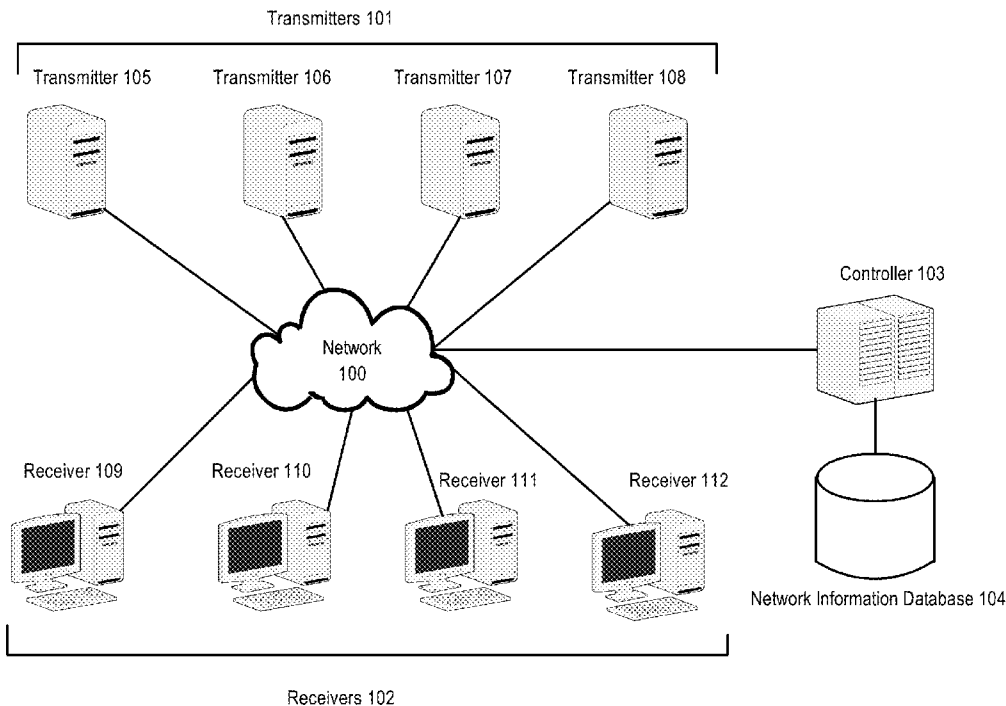 Transmitters 101
Transmitter 105
Transmitter 106
Transmitter 107
Transmitter 108
Controller 103
Network
100
Receiver 109
Receiver 110
Receiver 111
Receiver 112
Network Information Database 104
Receivers 102